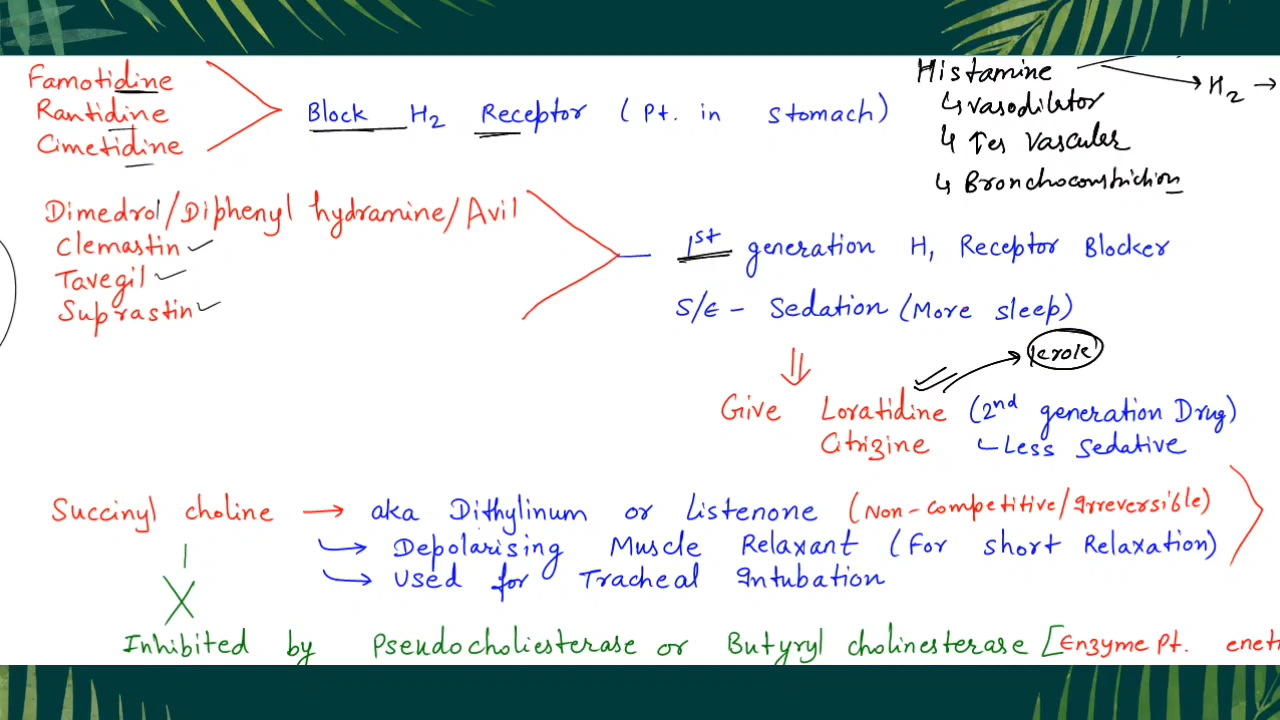 Famotidine
Rantidine
Cimetidine
Block H2 Receptor (Pt. in stomach)
Histamine → H2 →
↳ vasodilator
↳ ↑es vascular
↳ Bronchoconstriction
Dimedrol/Diphenyl hydramine/Avil
Clemastin ✓
Tavegil ✓
Suprastin ✓
1st generation H1 Receptor Blocker
S/E - Sedation (More sleep)
Give Loratidine (2nd generation Drug)
Citrizine ↳ Less sedative
Succinyl choline → aka Dithylinum or Listenone (Non-competitive/Irreversible)
↳ Depolarising Muscle Relaxant (For short Relaxation)
↳ Used for Tracheal Intubation
Inhibited by Pseudocholiesterase or Butyryl cholinesterase [Enzyme Pt.